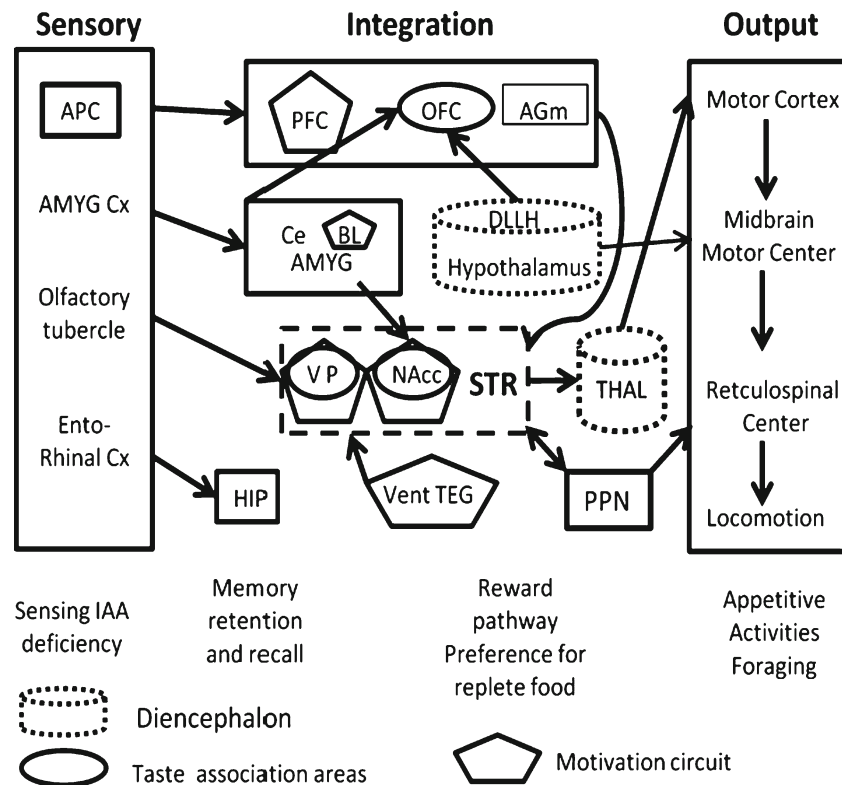 Sensory
Integration
Output
APC
PFC
OFC
AGm
Motor Cortex
AMYG Cx
Ce
BL
AMYG
DLLH
Hypothalamus
Midbrain
Motor Center
Olfactory
tubercle
V P
NAcc
STR
THAL
Retculospinal
Center
Ento-
Rhinal Cx
HIP
Vent TEG
PPN
Locomotion
Sensing IAA
deficiency
Memory
retention
and recall
Reward
pathway
Preference for
replete food
Appetitive
Activities
Foraging
Diencephalon
Taste association areas
Motivation circuit